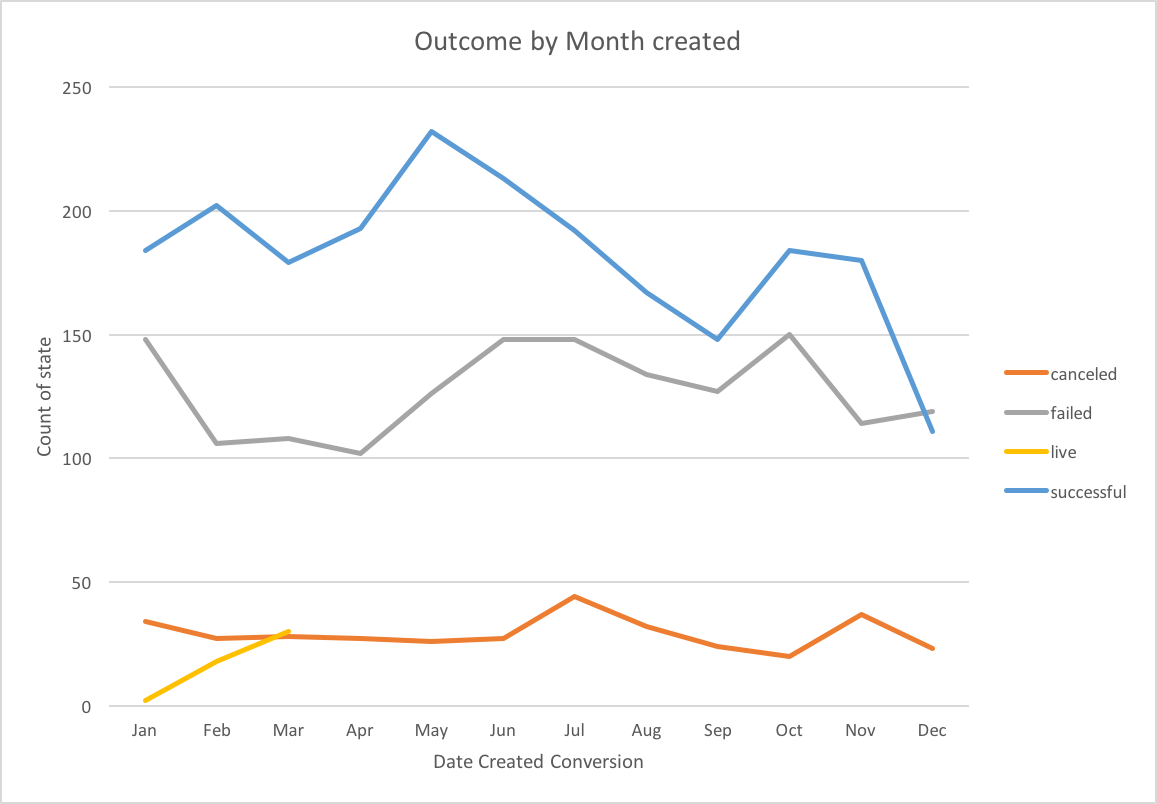 Outcome by Month created
250
200
150
100
50
0
Count of state
Jan Feb Mar Apr May Jun Jul Aug Sep Oct Nov Dec
Date Created Conversion
canceled
failed
live
successful